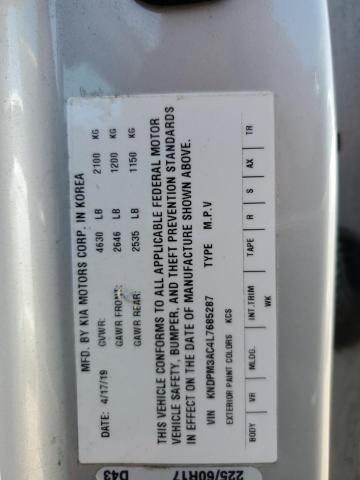 MFD. BY KIA MOTORS CORP. IN KOREA
DATE: 4/17/19 GVWR: 4630 LB 2100 KG
GAWR FRONT: 2646 LB 1200 KG
GAWR REAR: 2535 LB 1150 KG
THIS VEHICLE CONFORMS TO ALL APPLICABLE FEDERAL MOTOR
VEHICLE SAFETY, BUMPER, AND THEFT PREVENTION STANDARDS
IN EFFECT ON THE DATE OF MANUFACTURE SHOWN ABOVE.
VIN KNDPM3AC4L7685287 TYPE M.P.V
EXTERIOR PAINT COLORS KCS
BODY VR MLDG. INT.TRIM TAPE R S AX TR
WK
225/60R17 D43